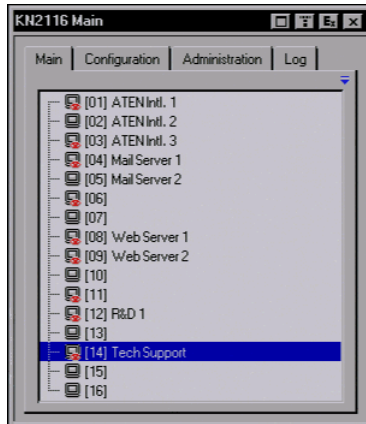 KN2116 Main
Main Configuration Administration Log
[01] ATEN Intl. 1
[02] ATEN Intl. 2
[03] ATEN Intl. 3
[04] Mail Server 1
[05] Mail Server 2
[06]
[07]
[08] Web Server 1
[09] Web Server 2
[10]
[11]
[12] R&D 1
[13]
[14] Tech Support
[15]
[16]